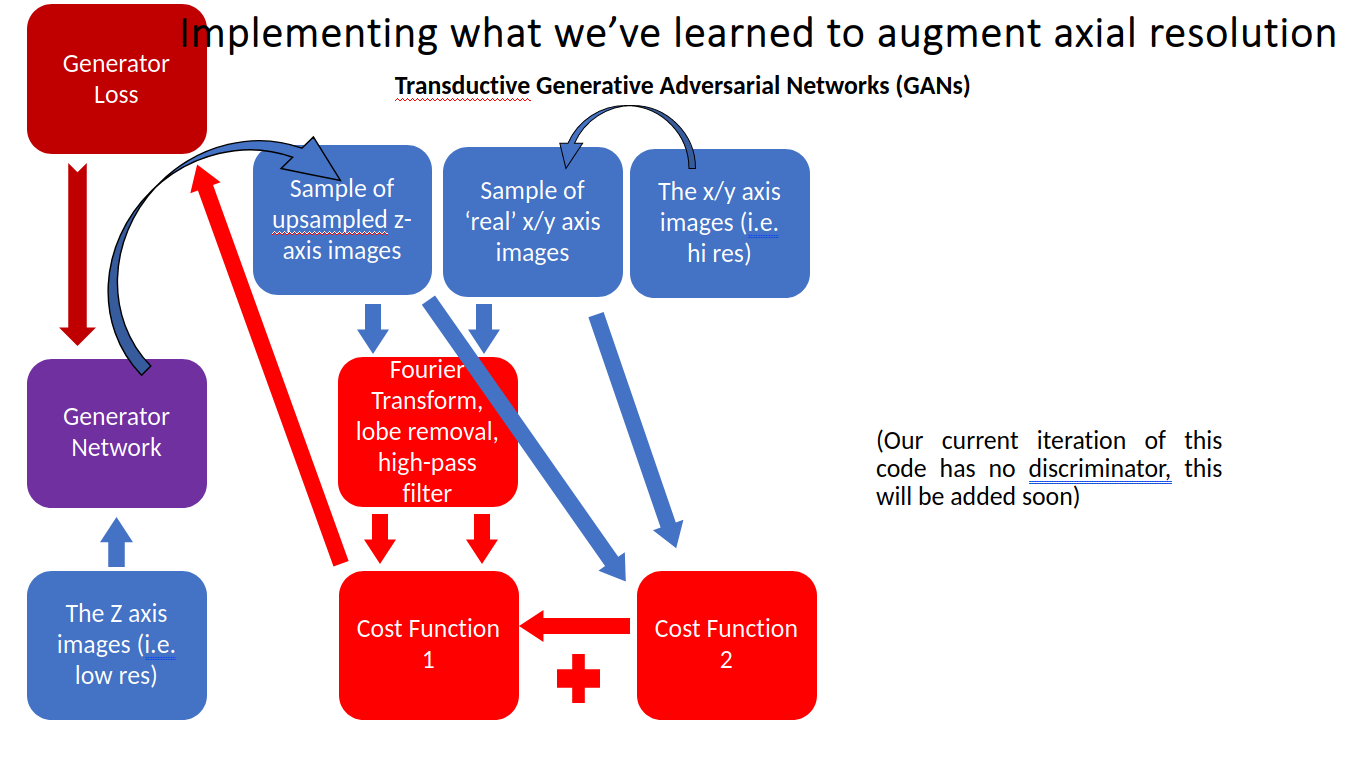 Implementing what we’ve learned to augment axial resolution
Transductive Generative Adversarial Networks (GANs)
Generator
Loss
Sample of
upsampled z-
axis images
Sample of
‘real’ x/y axis
images
The x/y axis
images (i.e.
hi res)
Fourier
Transform,
lobe removal,
high-pass
filter
Generator
Network
(Our current iteration of this
code has no discriminator, this
will be added soon)
The Z axis
images (i.e.
low res)
Cost Function
1
Cost Function
2